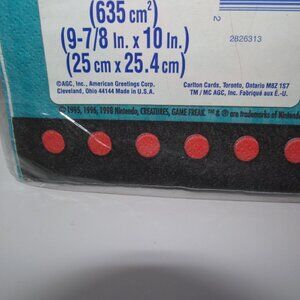 (635 cm²)
(9-7/8 In. x 10 In.)
(25 cm x 25.4 cm)
2
2626313
©AGC, Inc., American Greetings Corp.
Cleveland, Ohio 44144 Made in U.S.A.
Carlton Cards, Toronto, Ontario M8Z 1S7
TM / MC AGC, Inc. Fabriqué aux É.-U.
©1995, 1996, 1998 Nintendo, CREATURES, GAME FREAK. ™ & ® are trademarks of Nintendo